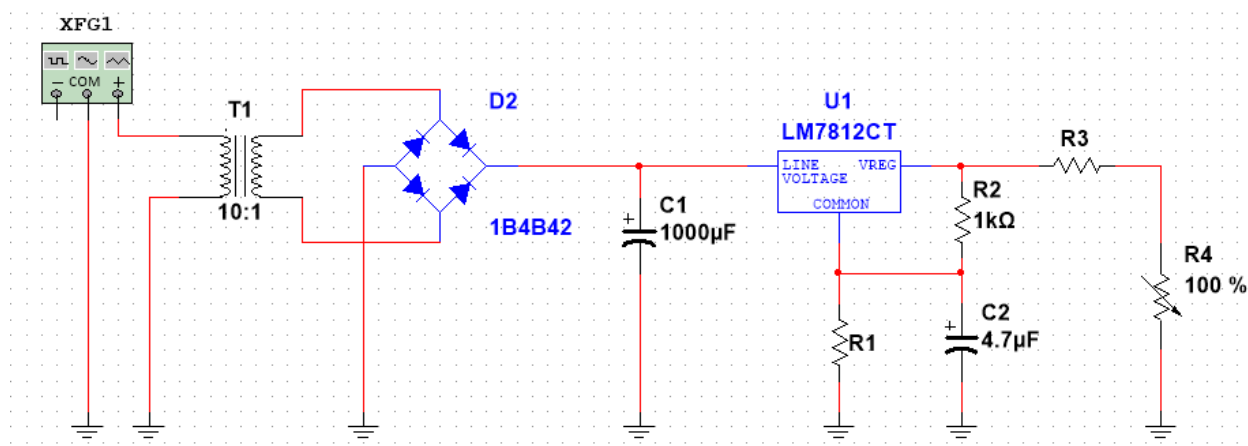 XFG1
COM
− +
T1
10:1
D2
1B4B42
C1
1000µF
U1
LM7812CT
LINE VREG
VOLTAGE
COMMON
R2
1kΩ
R1
C2
4.7µF
R3
R4
100 %
+
+